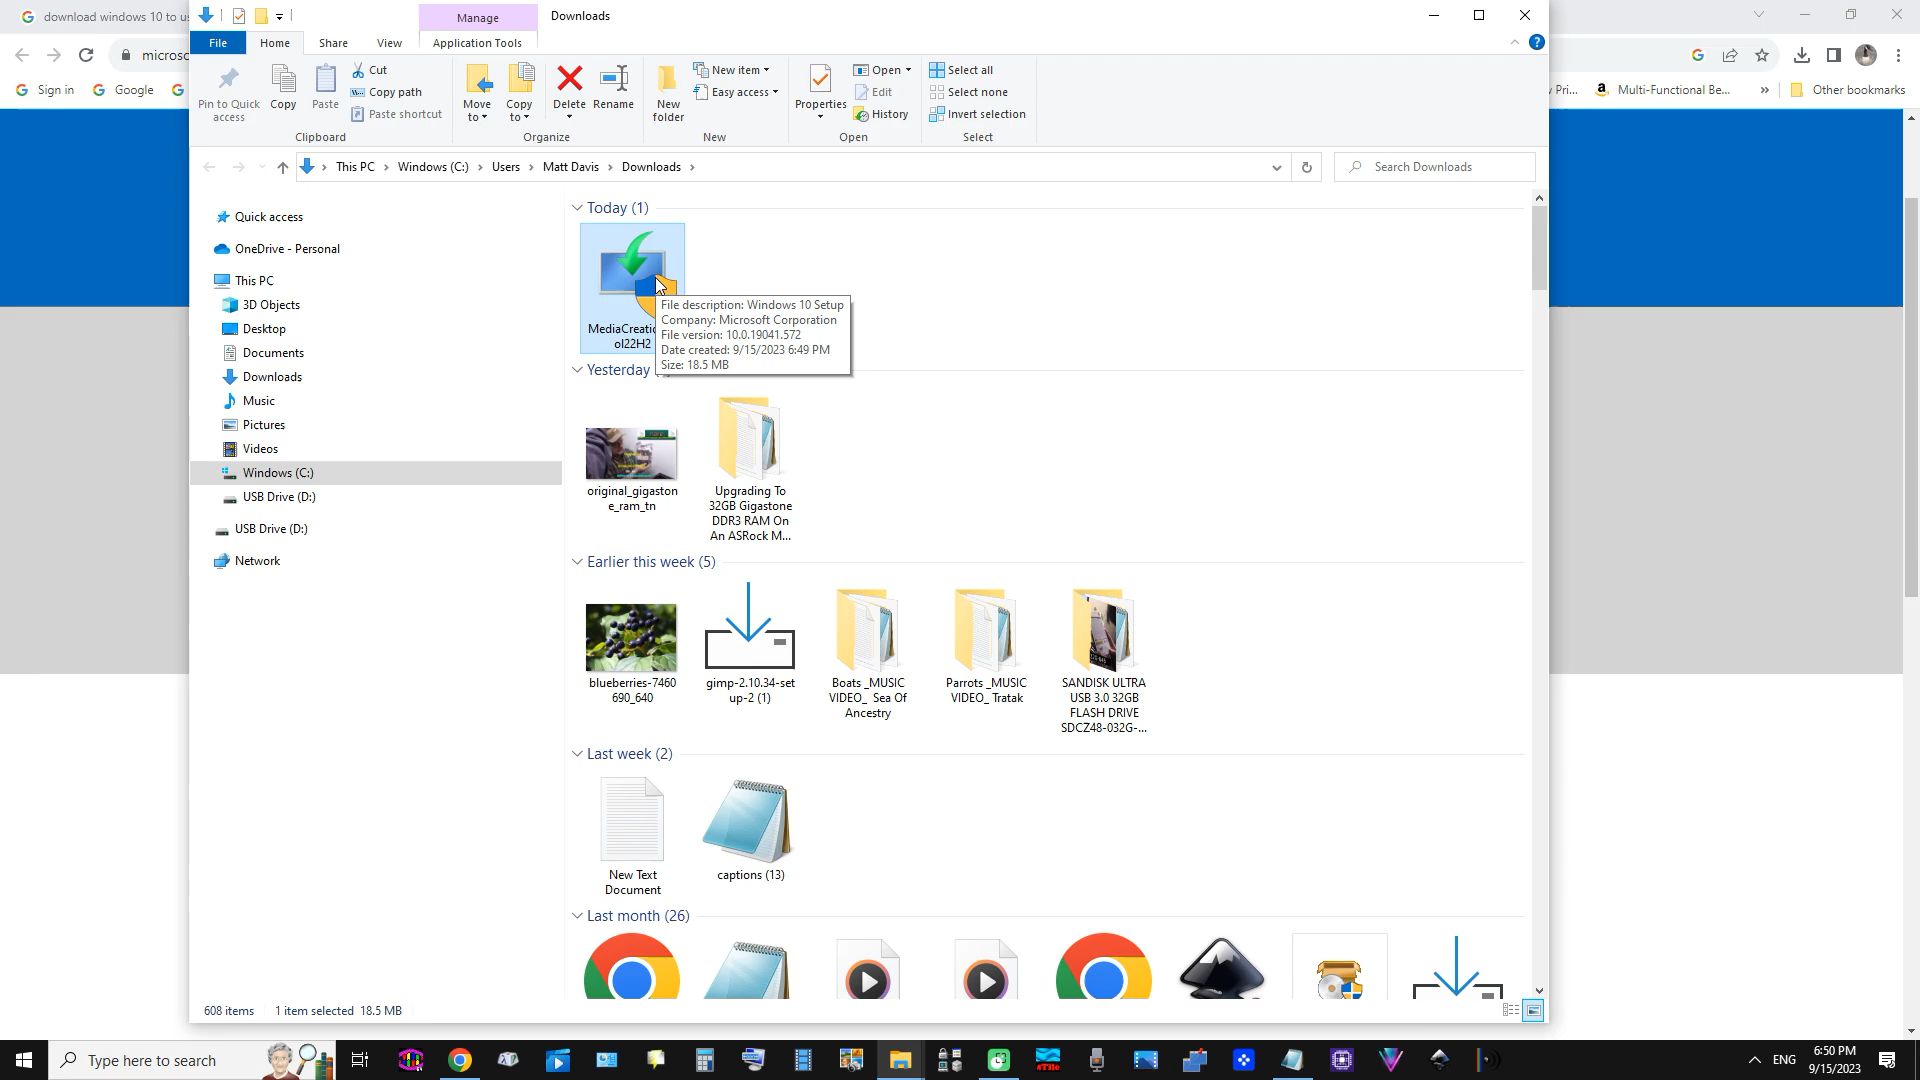 download windows 10 to us
Manage
Downloads
File
Home
Share
View
Application Tools
microso
Sign in
Google
y Pri...
Multi-Functional Be...
»
Other bookmarks
Pin to Quick
access
Copy
Paste
Cut
Copy path
Paste shortcut
Move
to
Copy
to
Delete
Rename
New
folder
New item
Easy access
Properties
Open
Edit
History
Select all
Select none
Invert selection
Clipboard
Organize
New
Open
Select
This PC > Windows (C:) > Users > Matt Davis > Downloads >
Search Downloads
Quick access
OneDrive - Personal
This PC
3D Objects
Desktop
Documents
Downloads
Music
Pictures
Videos
Windows (C:)
USB Drive (D:)
USB Drive (D:)
Network
Today (1)
MediaCreatio
ol22H2
File description: Windows 10 Setup
Company: Microsoft Corporation
File version: 10.0.19041.572
Date created: 9/15/2023 6:49 PM
Size: 18.5 MB
Yesterday
original_gigaston
e_ram_tn
Upgrading To
32GB Gigastone
DDR3 RAM On
An ASRock M...
Earlier this week (5)
blueberries-7460
690_640
gimp-2.10.34-set
up-2 (1)
Boats _MUSIC
VIDEO_ Sea Of
Ancestry
Parrots _MUSIC
VIDEO_ Tratak
SANDISK ULTRA
USB 3.0 32GB
FLASH DRIVE
SDCZ48-032G-...
Last week (2)
New Text
Document
captions (13)
Last month (26)
608 items
1 item selected 18.5 MB
Type here to search
ENG
6:50 PM
9/15/2023